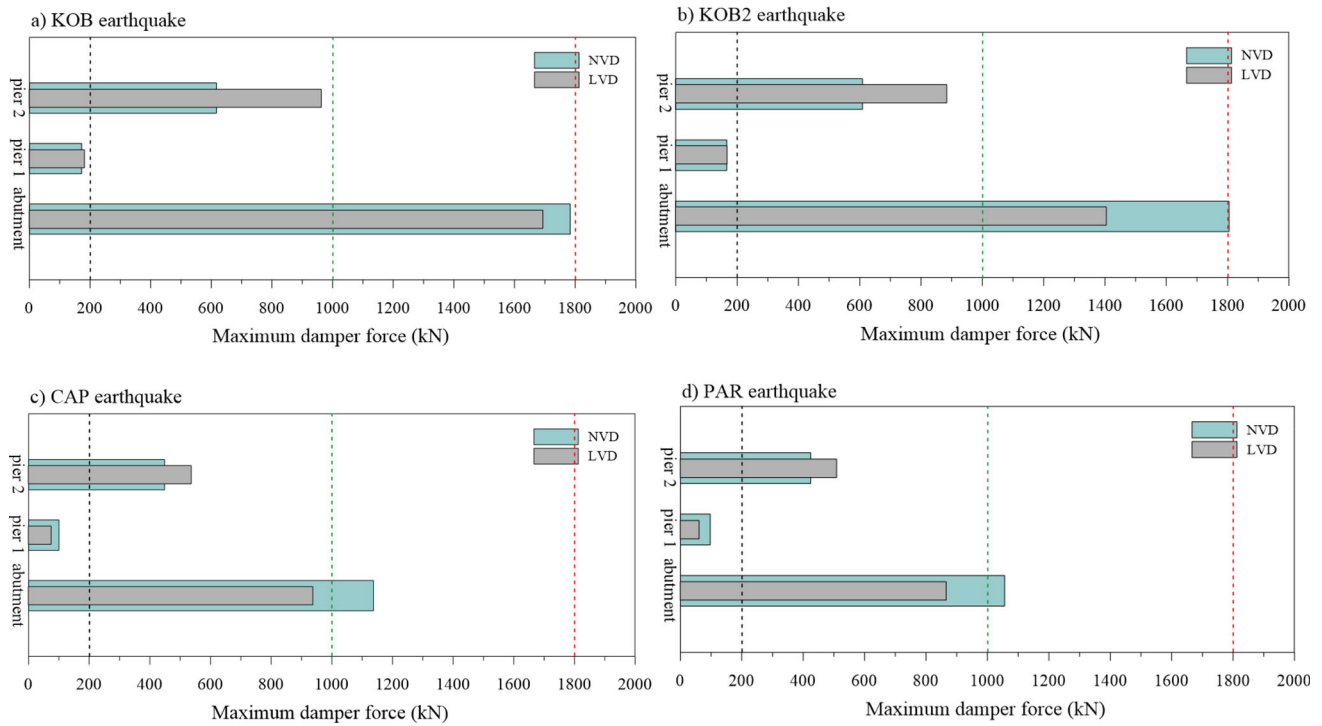 a) KOB earthquake
NVD
LVD
pier 2
pier 1
abutment
0 200 400 600 800 1000 1200 1400 1600 1800 2000
Maximum damper force (kN)
b) KOB2 earthquake
NVD
LVD
pier 2
pier 1
abutment
0 200 400 600 800 1000 1200 1400 1600 1800 2000
Maximum damper force (kN)
c) CAP earthquake
NVD
LVD
pier 2
pier 1
abutment
0 200 400 600 800 1000 1200 1400 1600 1800 2000
Maximum damper force (kN)
d) PAR earthquake
NVD
LVD
pier 2
pier 1
abutment
0 200 400 600 800 1000 1200 1400 1600 1800 2000
Maximum damper force (kN)